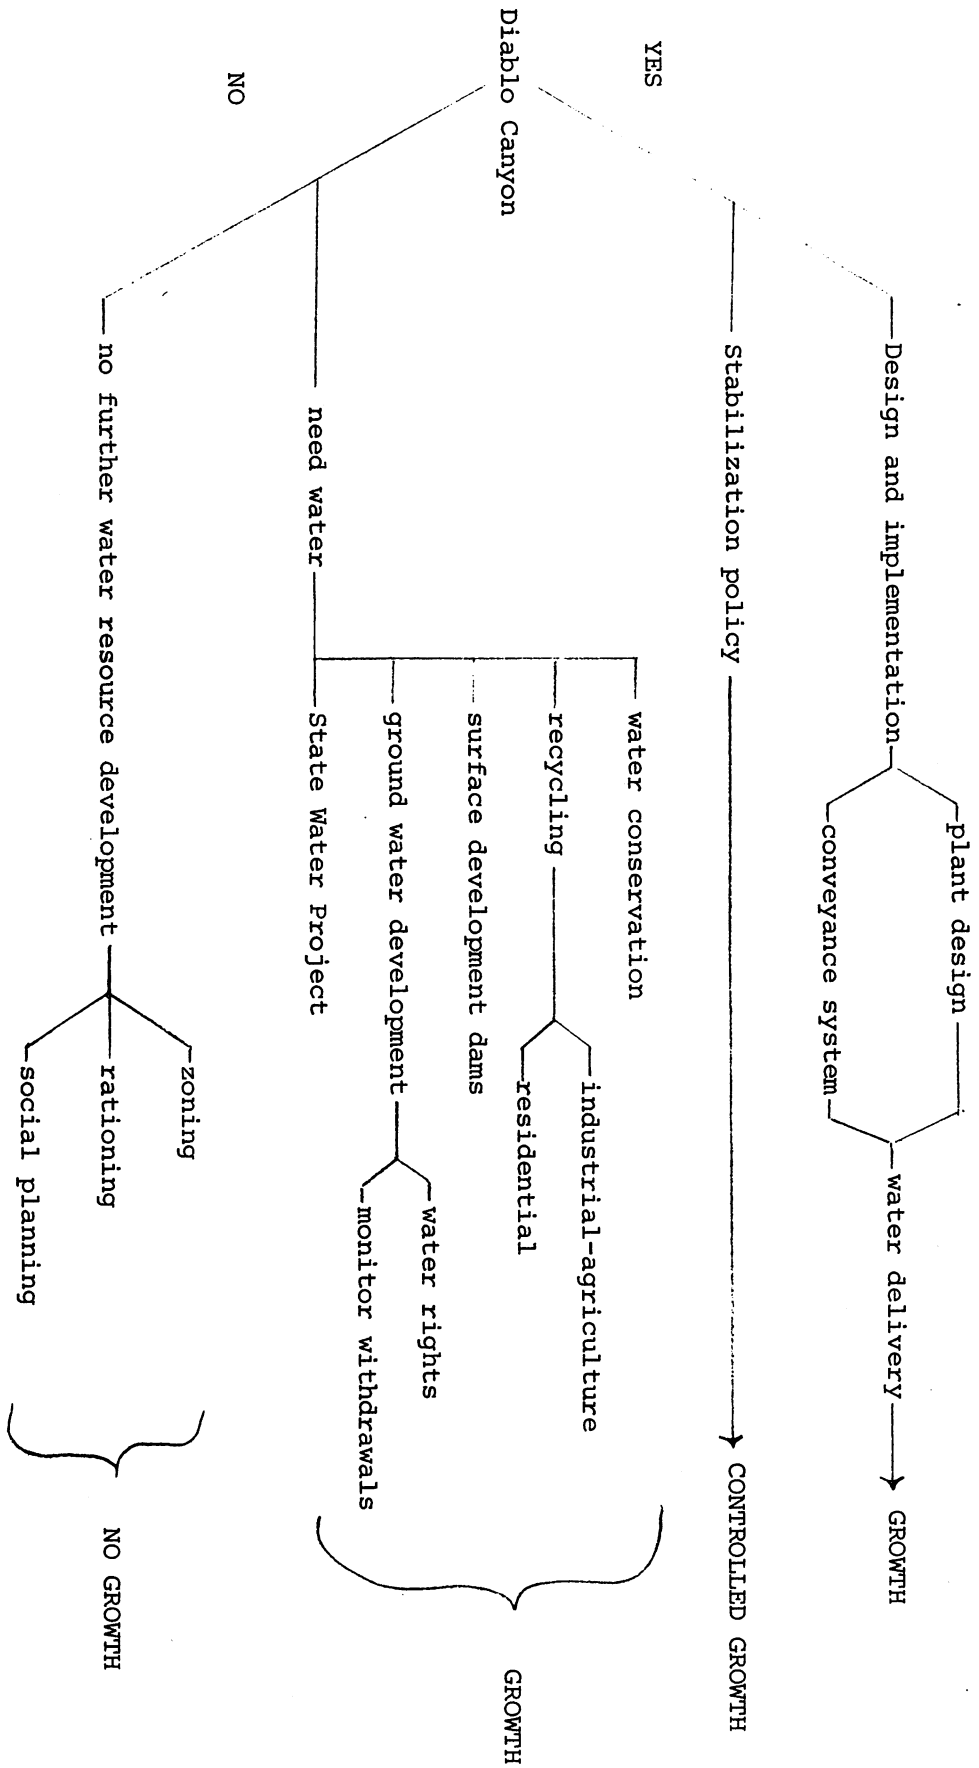 YES
Diablo Canyon
NO
Design and implementation
plant design
conveyance system
water delivery
GROWTH
Stabilization policy
CONTROLLED GROWTH
need water
water conservation
recycling
industrial-agriculture
residential
surface development dams
ground water development
water rights
monitor withdrawals
State Water Project
GROWTH
no further water resource development
zoning
rationing
social planning
NO GROWTH